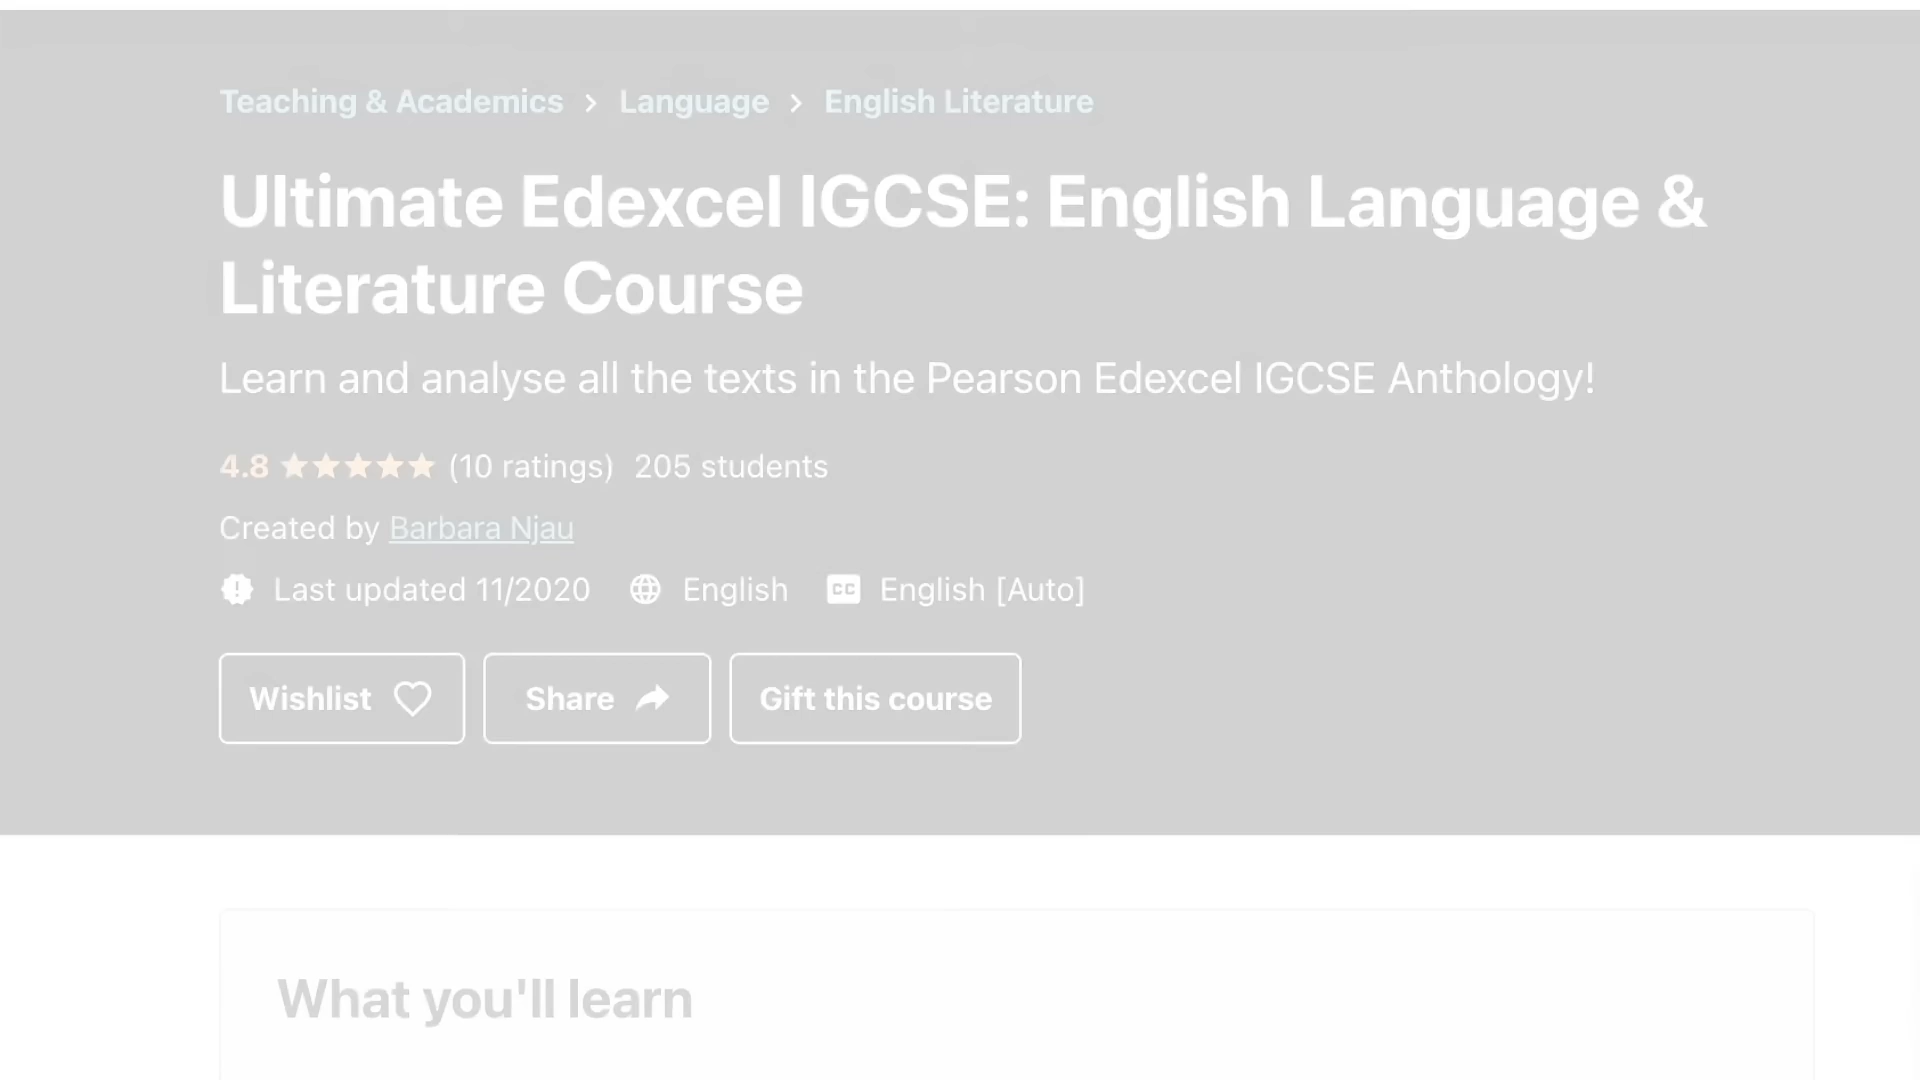 Teaching & Academics > Language > English Literature
Ultimate Edexcel IGCSE: English Language &
Literature Course
Learn and analyse all the texts in the Pearson Edexcel IGCSE Anthology!
4.8 ★★★★★ (10 ratings) 205 students
Created by Barbara Njau
Last updated 11/2020 English CC English [Auto]
Wishlist Share Gift this course
What you'll learn